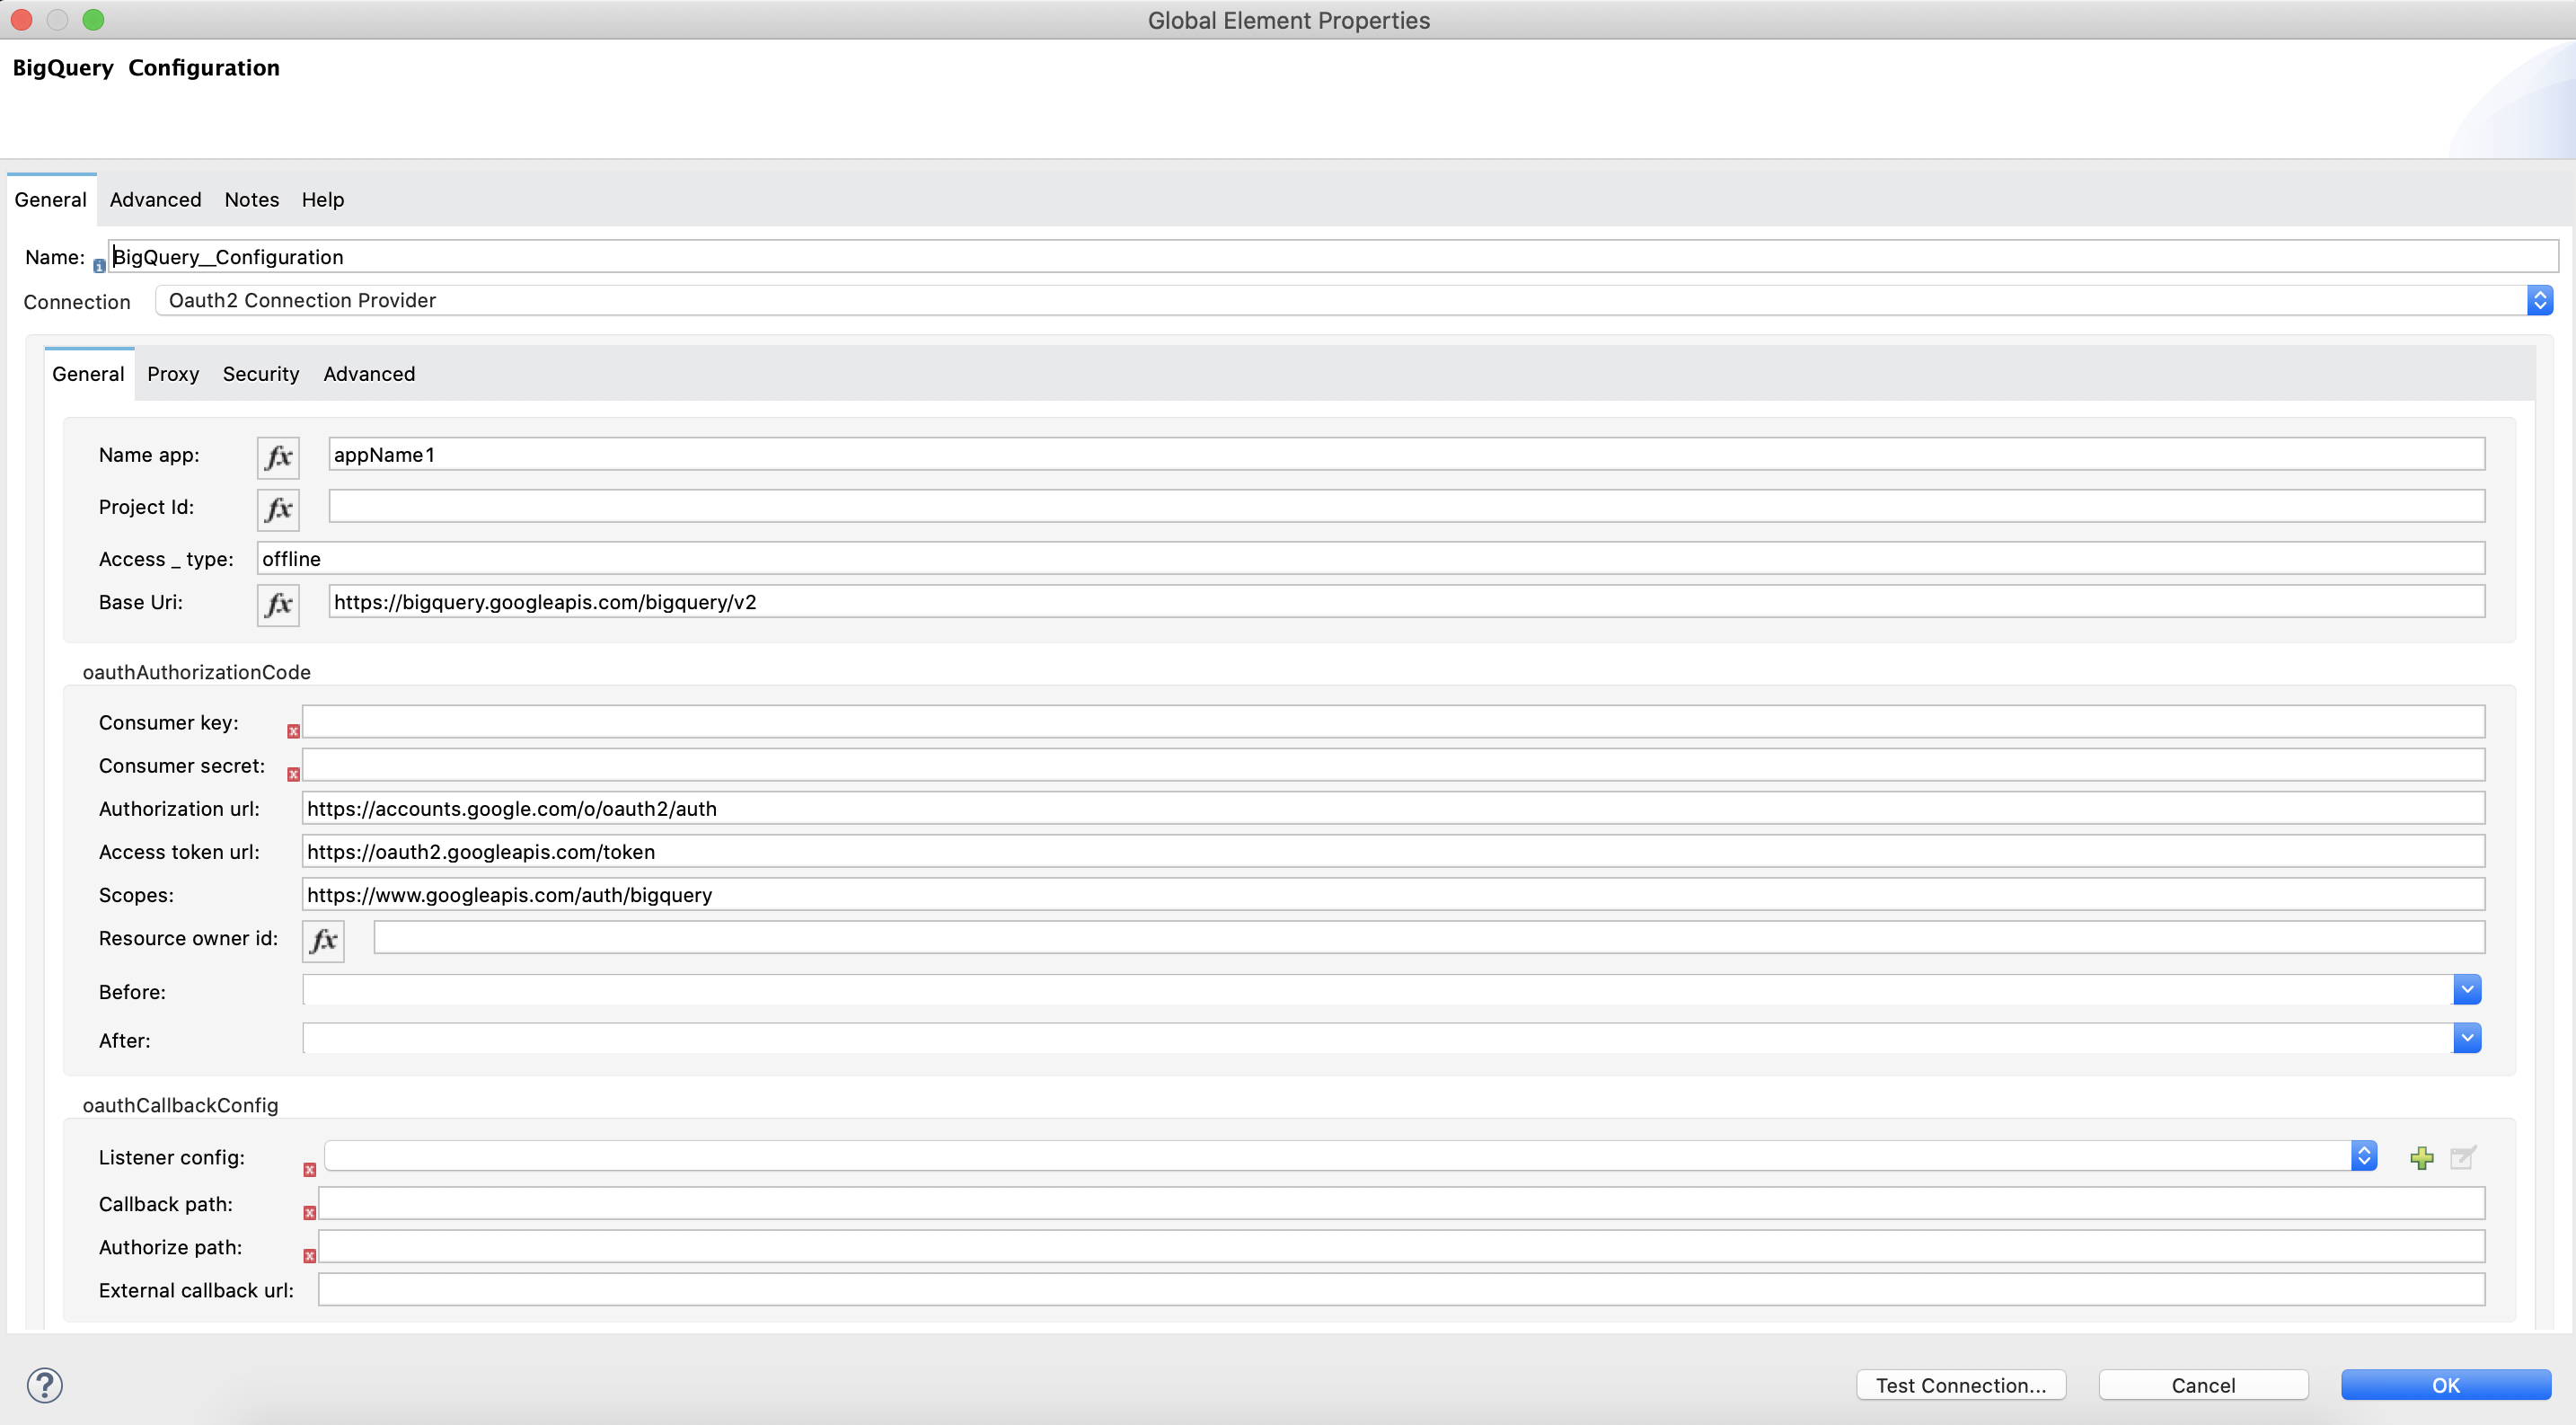 Global Element Properties
BigQuery  Configuration
General Advanced Notes Help
Name: BigQuery__Configuration
Connection Oauth2 Connection Provider
General Proxy Security Advanced
Name app: fx appName1
Project Id: fx
Access _ type: offline
Base Uri: fx https://bigquery.googleapis.com/bigquery/v2
oauthAuthorizationCode
Consumer key:
Consumer secret:
Authorization url: https://accounts.google.com/o/oauth2/auth
Access token url: https://oauth2.googleapis.com/token
Scopes: https://www.googleapis.com/auth/bigquery
Resource owner id: fx
Before:
After:
oauthCallbackConfig
Listener config:
Callback path:
Authorize path:
External callback url:
? Test Connection... Cancel OK